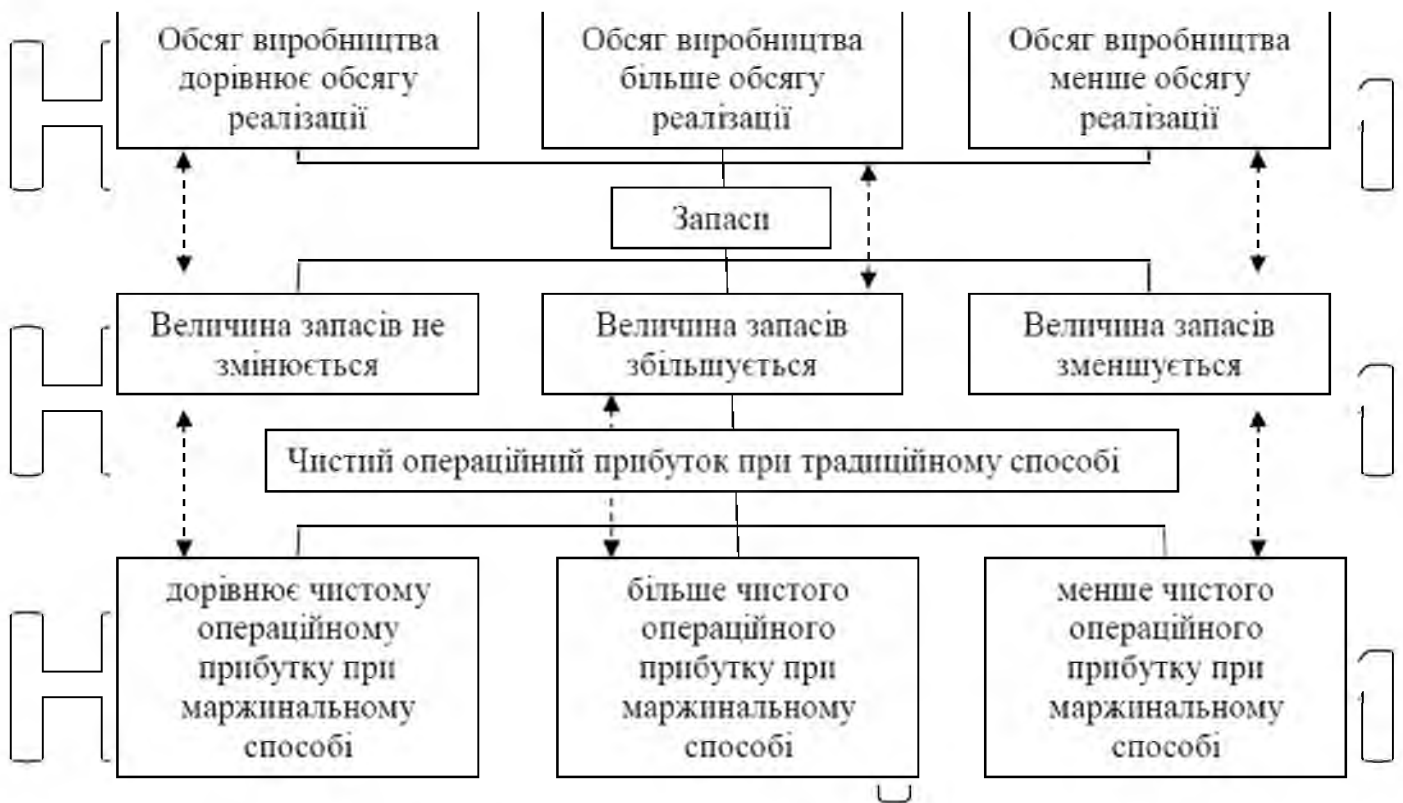 Обсяг виробництва
дорівнює обсягу
реалізації
Обсяг виробництва
більше обсягу
реалізації
Обсяг виробництва
менше обсягу
реалізації
Запаси
Величина запасів не
змінюється
Величина запасів
збільшується
Величина запасів
зменшується
Чистий операційний прибуток при традиційному способі
дорівнює чистому
операційному
прибутку при
маржинальному
способі
більше чистого
операційного
прибутку при
маржинальному
способі
менше чистого
операційного
прибутку при
маржинальному
способі